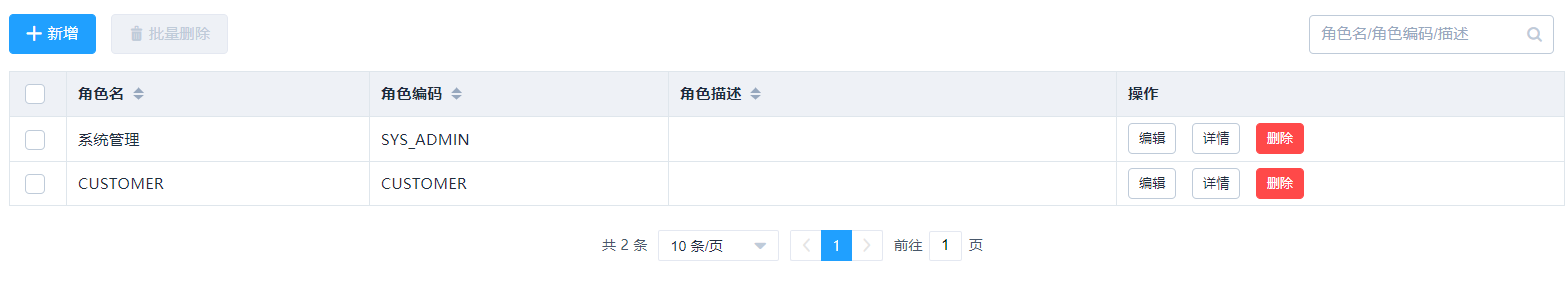 新增 批量删除 角色名/角色编码/描述
角色名 角色编码 角色描述 操作
系统管理 SYS_ADMIN 编辑 详情 删除
CUSTOMER CUSTOMER 编辑 详情 删除
共 2 条 10 条/页 1 前往 1 页